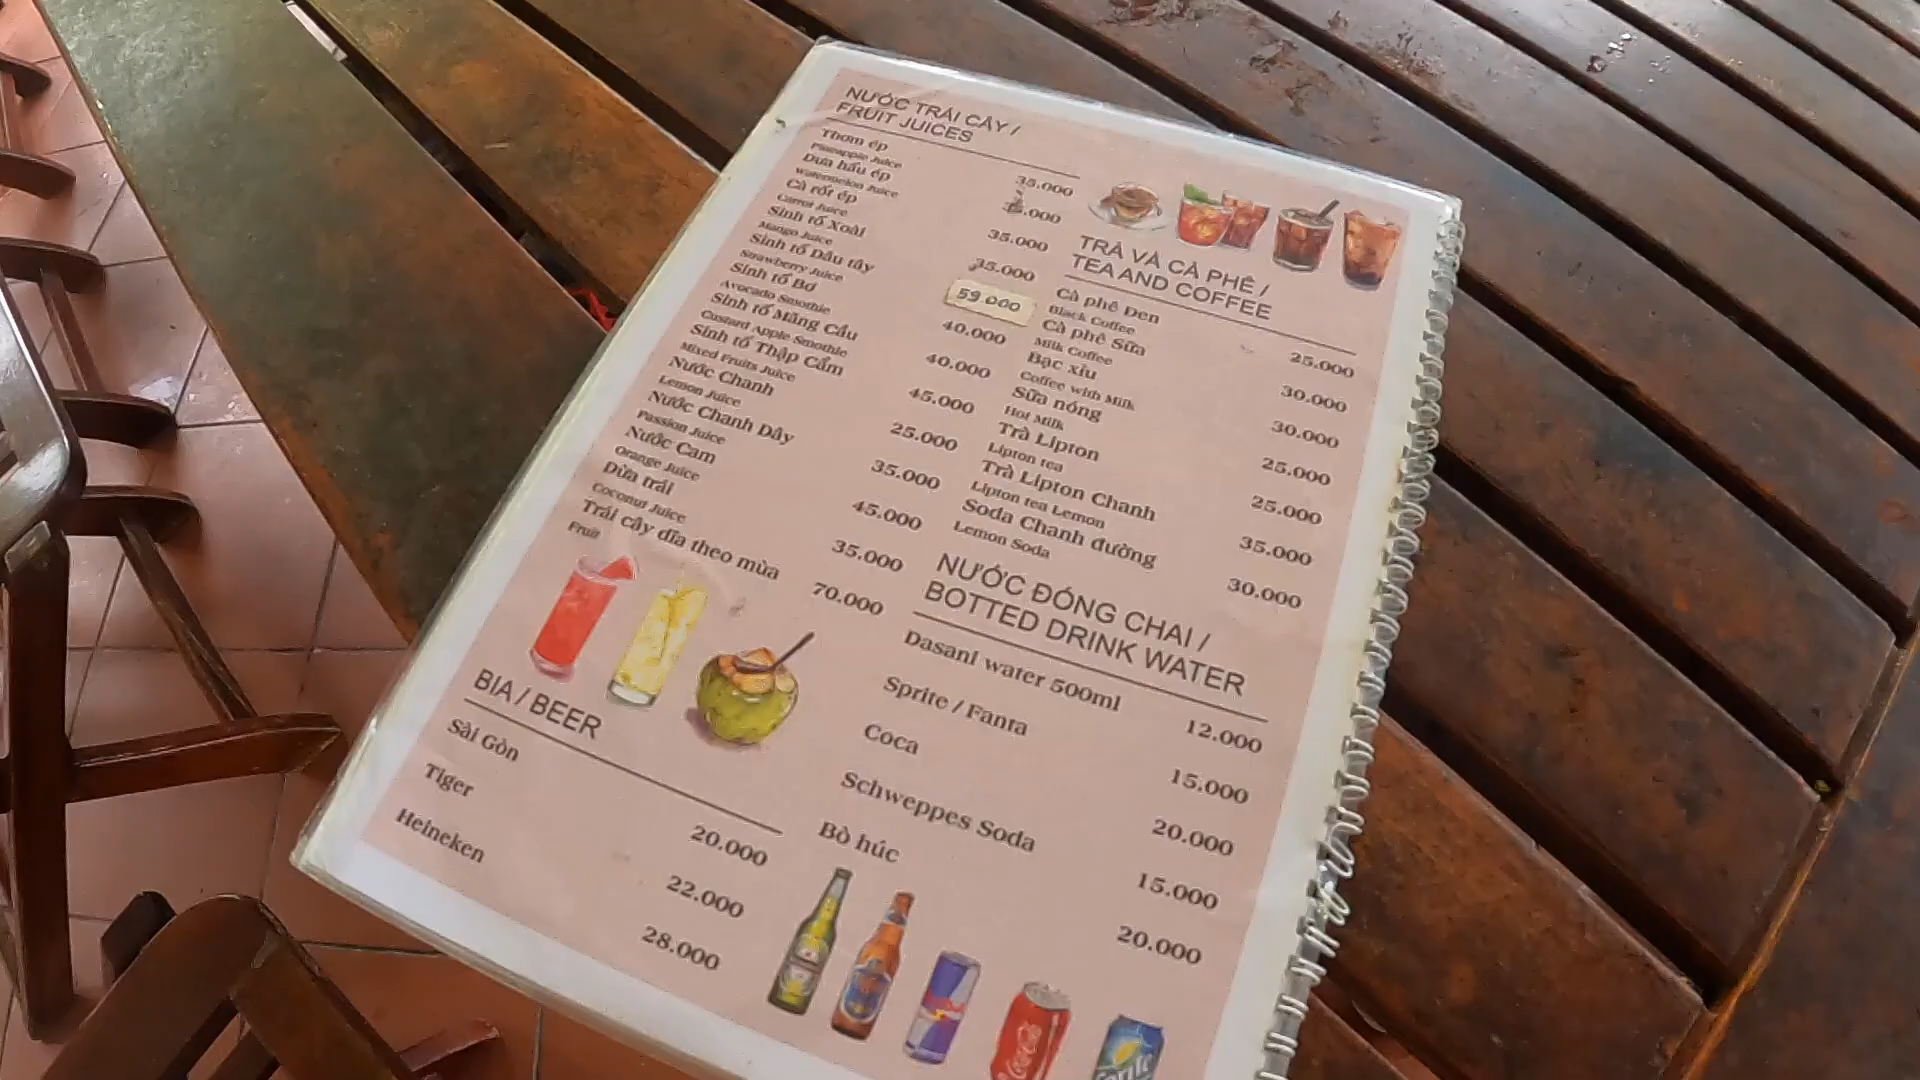 NƯỚC TRÁI CÂY /
FRUIT JUICES
Thơm ép
Pineapple Juice
35.000
Dưa hấu ép
Watermelon Juice
35.000
Cà rốt ép
Carrot Juice
35.000
Sinh tố Xoài
Mango Juice
35.000
Sinh tố Dâu tây
Strawberry Juice
59.000
Sinh tố Bơ
Avocado Smothie
40.000
Sinh tố Mãng Cầu
Custard Apple Smothie
40.000
Sinh tố Thập Cẩm
Mixed Fruits Juice
45.000
Nước Chanh
Lemon Juice
25.000
Nước Chanh Dây
Passion Juice
35.000
Nước Cam
Orange Juice
45.000
Dừa trái
Coconut Juice
35.000
Trái cây dĩa theo mùa
Fruit
70.000
BIA / BEER
Sài Gòn
20.000
Tiger
22.000
Heineken
28.000
TRÀ VÀ CÀ PHÊ /
TEA AND COFFEE
Cà phê Đen
Black Coffee
25.000
Cà phê Sữa
Milk Coffee
30.000
Bạc xỉu
Coffee with Milk
30.000
Sữa nóng
Hot Milk
25.000
Trà Lipton
Lipton tea
25.000
Trà Lipton Chanh
Lipton tea Lemon
35.000
Soda Chanh đường
Lemon Soda
30.000
NƯỚC ĐÓNG CHAI /
BOTTED DRINK WATER
Dasani water 500ml
12.000
Sprite / Fanta
15.000
Coca
20.000
Schweppes Soda
15.000
Bò húc
20.000
Coca-Cola
Sprite